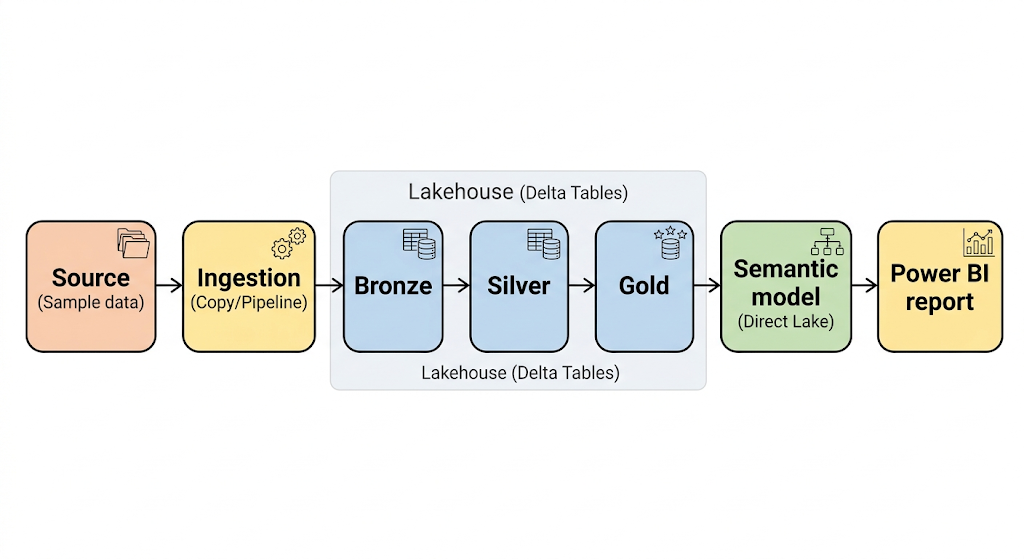 Lakehouse (Delta Tables)
Source
(Sample data)
Ingestion
(Copy/Pipeline)
Bronze
Silver
Gold
Semantic
model
(Direct Lake)
Power BI
report
Lakehouse (Delta Tables)